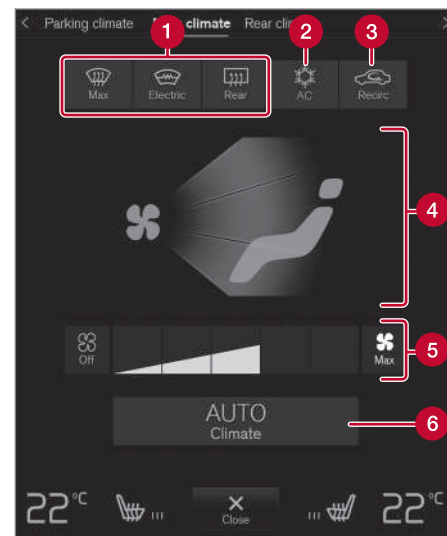 Parking climate climate Rear cli
1 2 3
Max Electric Rear AC Recirc
4
Off Max
5
AUTO
Climate
6
22°C Close 22°C